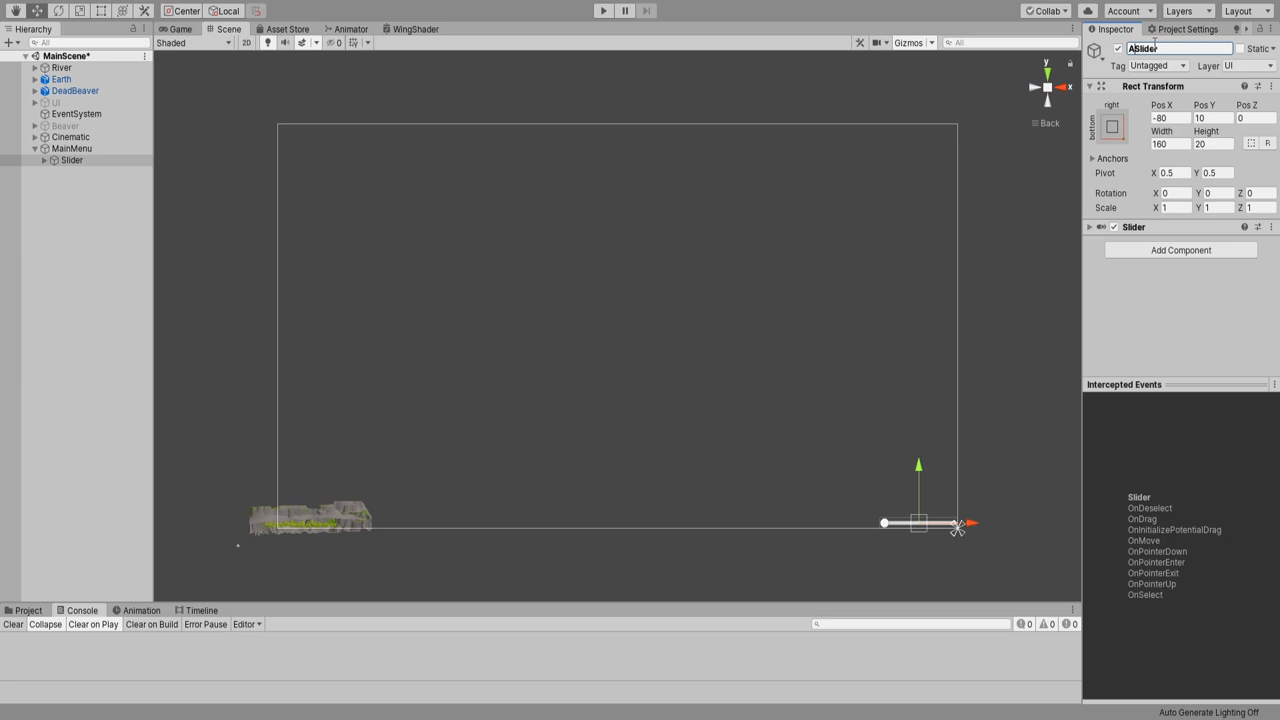 Center
Local
Collab
Account
Layers
Layout
Hierarchy
All
MainScene*
River
Earth
DeadBeaver
UI
EventSystem
Beaver
Cinematic
MainMenu
Slider
Game
Scene
Asset Store
Animator
WingShader
Shaded
2D
0
Gizmos
All
y
x
Back
Inspector
Project Settings
ASlider
Static
Tag Untagged Layer UI
Rect Transform
right
bottom
Pos X Pos Y Pos Z
-80 10 0
Width Height
160 20
R
Anchors
Pivot X 0.5 Y 0.5
Rotation X 0 Y 0 Z 0
Scale X 1 Y 1 Z 1
Slider
Add Component
Intercepted Events
Slider
OnDeselect
OnDrag
OnInitializePotentialDrag
OnMove
OnPointerDown
OnPointerEnter
OnPointerExit
OnPointerUp
OnSelect
Project
Console
Animation
Timeline
Clear Collapse Clear on Play Clear on Build Error Pause Editor
0 0 0
Auto Generate Lighting Off